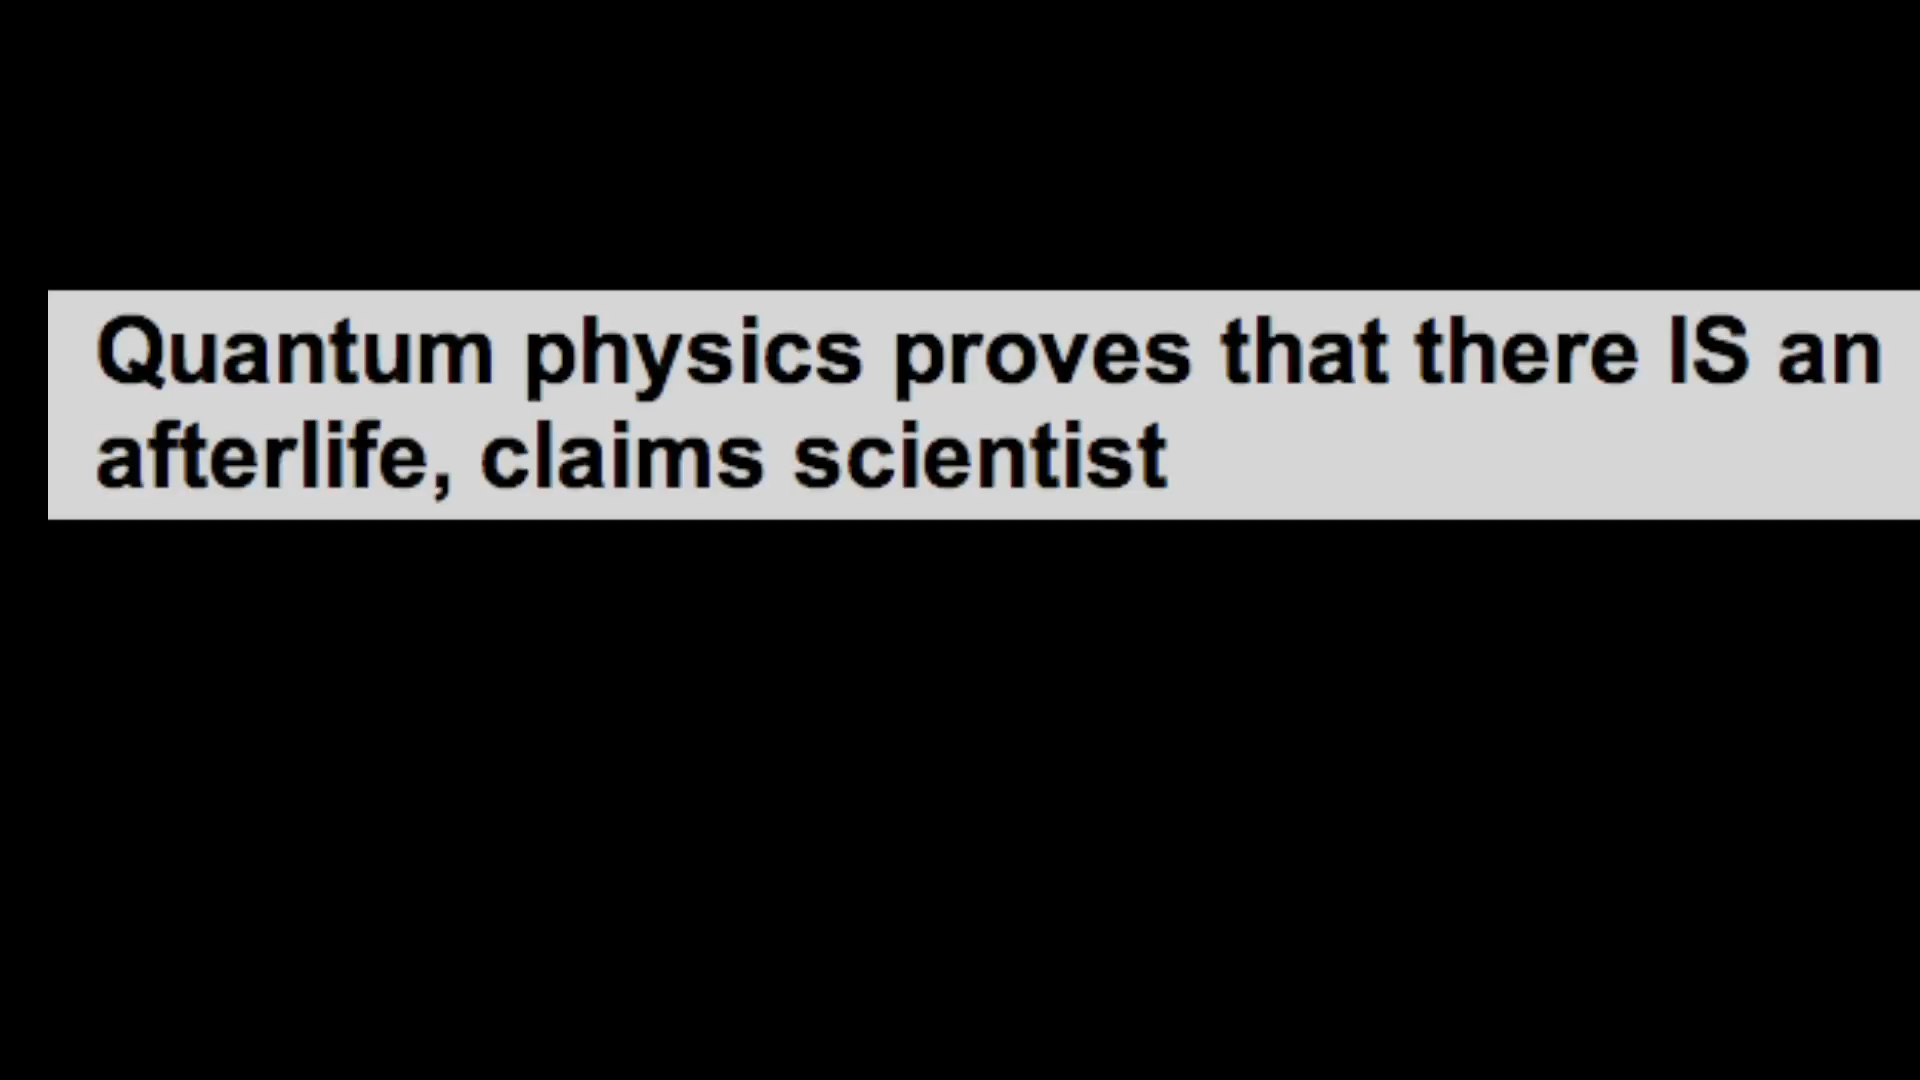 Quantum physics proves that there IS an
afterlife, claims scientist